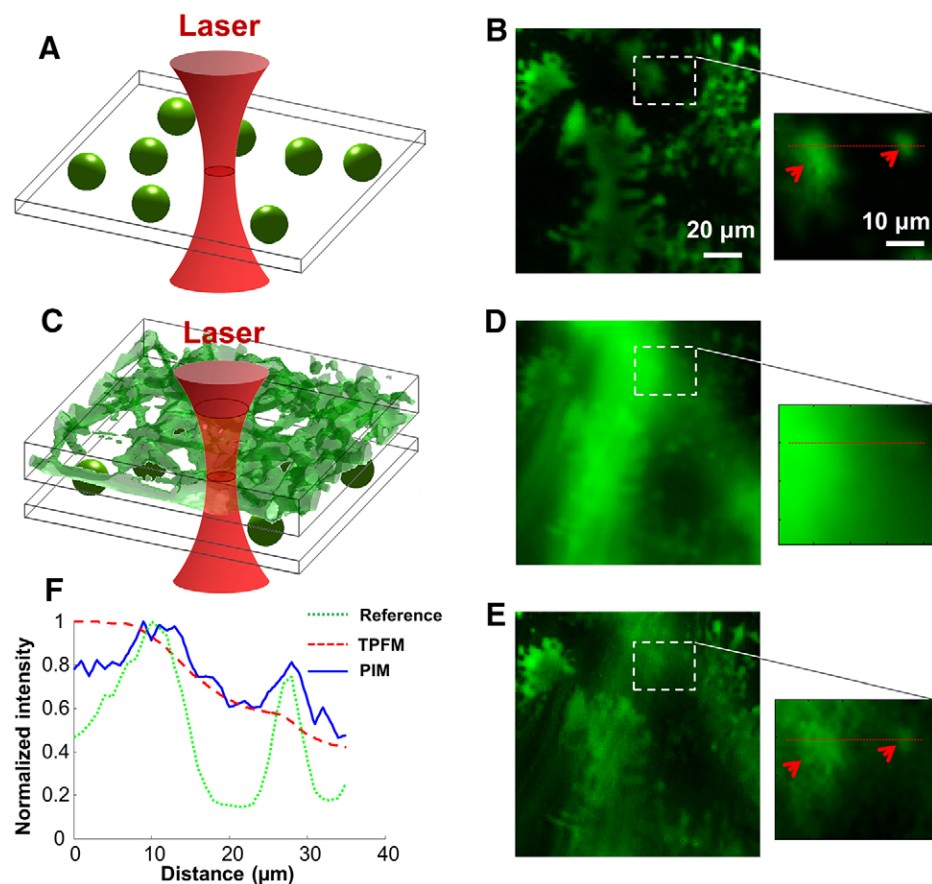 A
Laser
B
20 µm
10 µm
C
Laser
D
E
F
Reference
TPFM
PIM
Normalized intensity
1
0.8
0.6
0.4
0.2
0
0 10 20 30 40
Distance (µm)